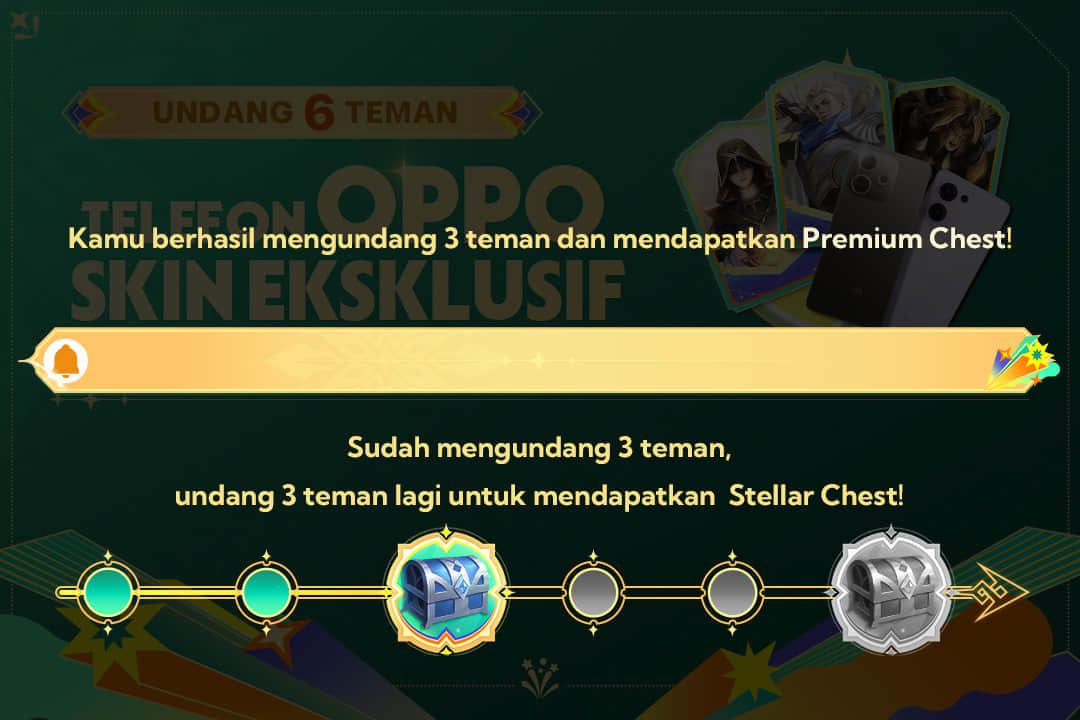 UNDANG 6 TEMAN
TELEFON OPPO
Kamu berhasil mengundang 3 teman dan mendapatkan Premium Chest!
SKIN EKSKLUSIF
Sudah mengundang 3 teman,
undang 3 teman lagi untuk mendapatkan Stellar Chest!